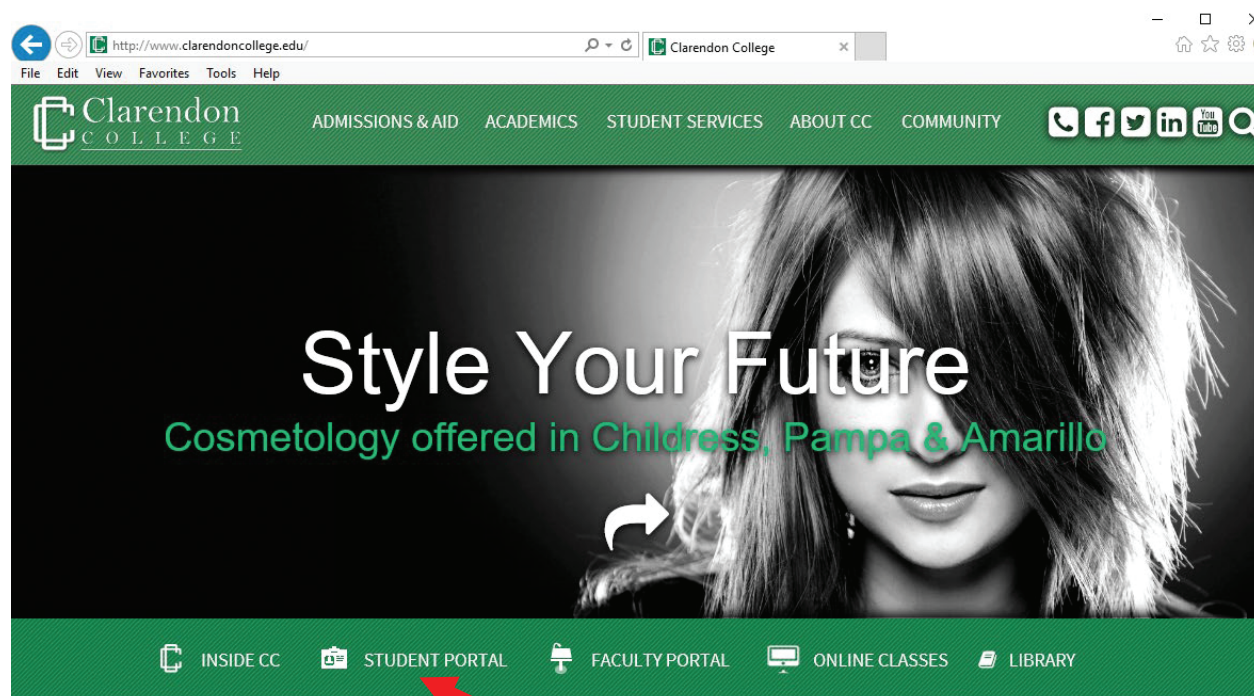 http://www.clarendoncollege.edu/
Clarendon College
File Edit View Favorites Tools Help
Clarendon
COLLEGE
ADMISSIONS & AID ACADEMICS STUDENT SERVICES ABOUT CC COMMUNITY
You
Tube
Style Your Future
Cosmetology offered in Childress, Pampa & Amarillo
INSIDE CC STUDENT PORTAL FACULTY PORTAL ONLINE CLASSES LIBRARY